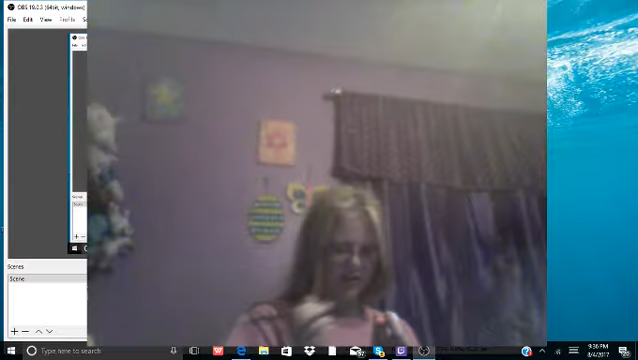 OBS 19.0.3 (64bit, windows)
File Edit View Profile
Scenes
Scene
Type here to search
9:36 PM
8/4/2017